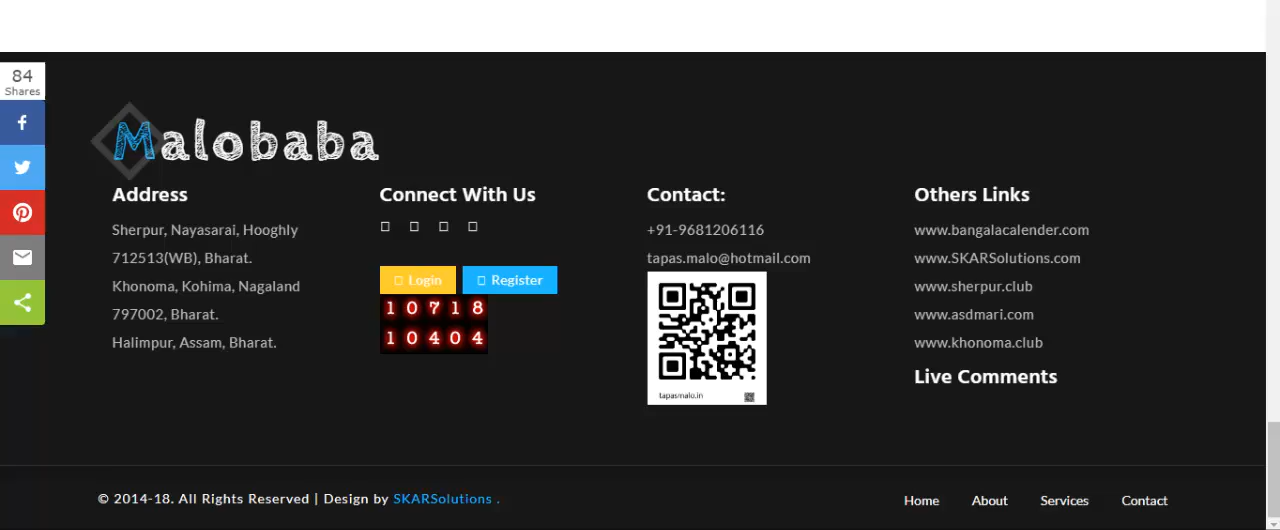 84
Shares
Malobaba
Address
Sherpur, Nayasarai, Hooghly
712513(WB), Bharat.
Khonoma, Kohima, Nagaland
797002, Bharat.
Halimpur, Assam, Bharat.
Connect With Us
Login
Register
10718
10404
Contact:
+91-9681206116
tapas.malo@hotmail.com
tapasmalo.in
Others Links
www.bangalacalender.com
www.SKARSolutions.com
www.sherpur.club
www.asdmari.com
www.khonoma.club
Live Comments
© 2014-18. All Rights Reserved | Design by SKARSolutions .
Home About Services Contact